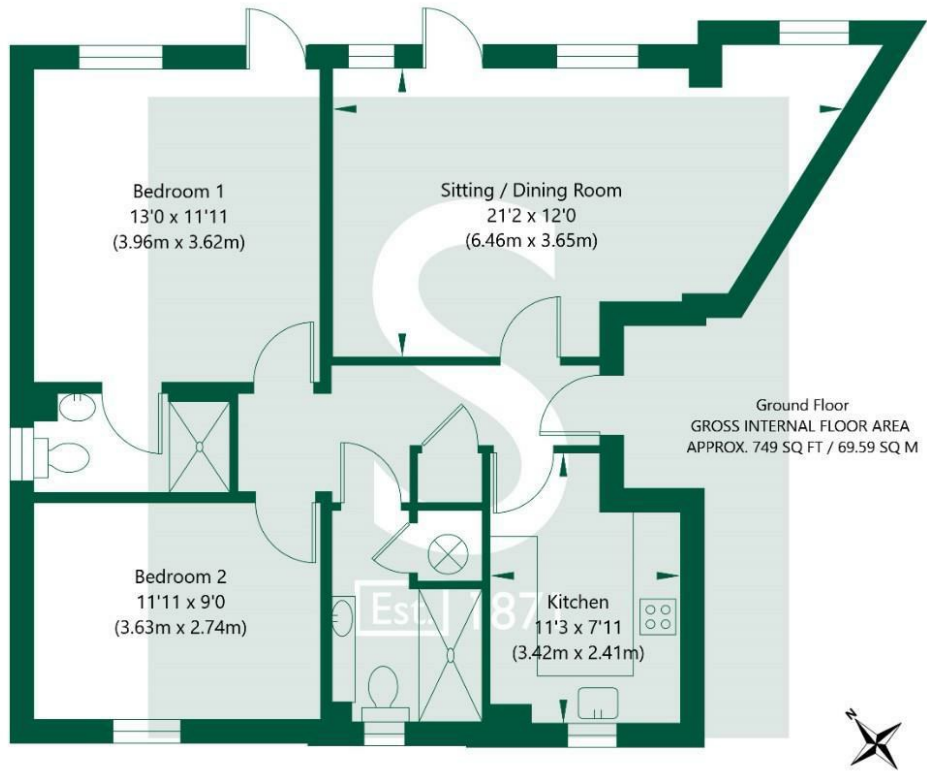 Bedroom 1
13'0 x 11'11
(3.96m x 3.62m)
Sitting / Dining Room
21'2 x 12'0
(6.46m x 3.65m)
Ground Floor
GROSS INTERNAL FLOOR AREA
APPROX. 749 SQ FT / 69.59 SQ M
Bedroom 2
11'11 x 9'0
(3.63m x 2.74m)
Kitchen
11'3 x 7'11
(3.42m x 2.41m)
S
Est.
N